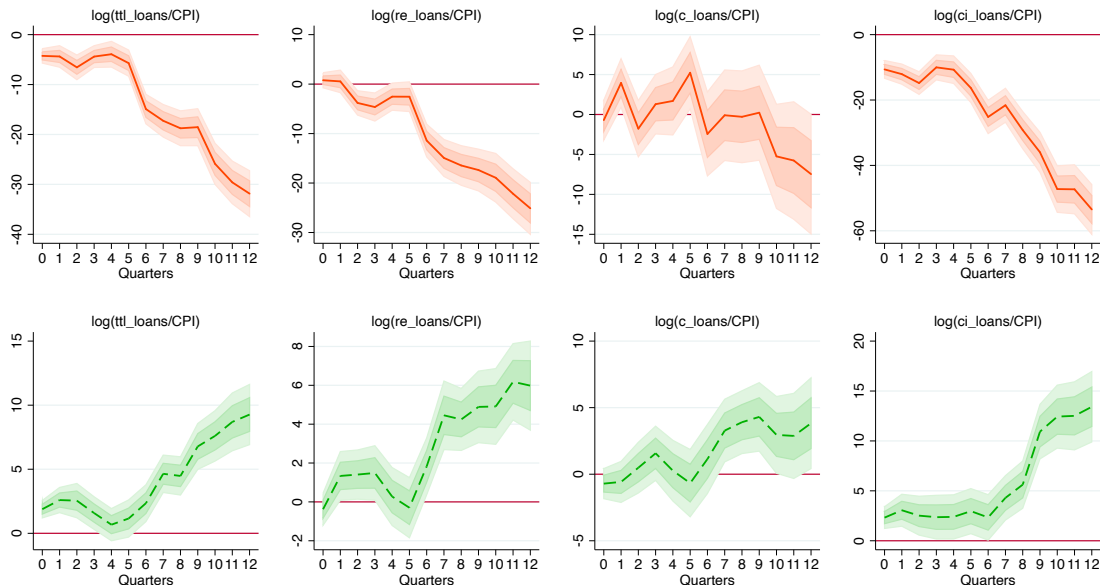 log(ttl_loans/CPI)
0
-10
-20
-30
-40
0 1 2 3 4 5 6 7 8 9 10 11 12
Quarters
log(re_loans/CPI)
10
0
-10
-20
-30
0 1 2 3 4 5 6 7 8 9 10 11 12
Quarters
log(c_loans/CPI)
10
5
0
-5
-10
-15
0 1 2 3 4 5 6 7 8 9 10 11 12
Quarters
log(ci_loans/CPI)
0
-20
-40
-60
0 1 2 3 4 5 6 7 8 9 10 11 12
Quarters
log(ttl_loans/CPI)
15
10
5
0
0 1 2 3 4 5 6 7 8 9 10 11 12
Quarters
log(re_loans/CPI)
8
6
4
2
0
-2
0 1 2 3 4 5 6 7 8 9 10 11 12
Quarters
log(c_loans/CPI)
10
5
0
-5
0 1 2 3 4 5 6 7 8 9 10 11 12
Quarters
log(ci_loans/CPI)
20
15
10
5
0
0 1 2 3 4 5 6 7 8 9 10 11 12
Quarters